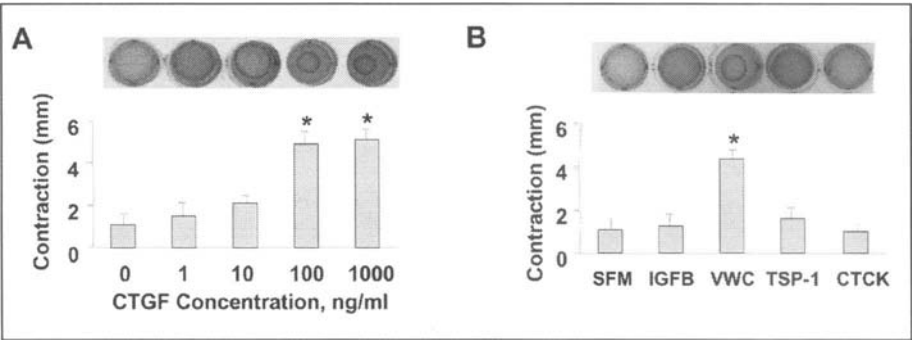 A
Contraction (mm)
6
*
*
4
2
0
0 1 10 100 1000
CTGF Concentration, ng/ml
B
Contraction (mm)
6
*
4
2
0
SFM IGFB VWC TSP-1 CTCK